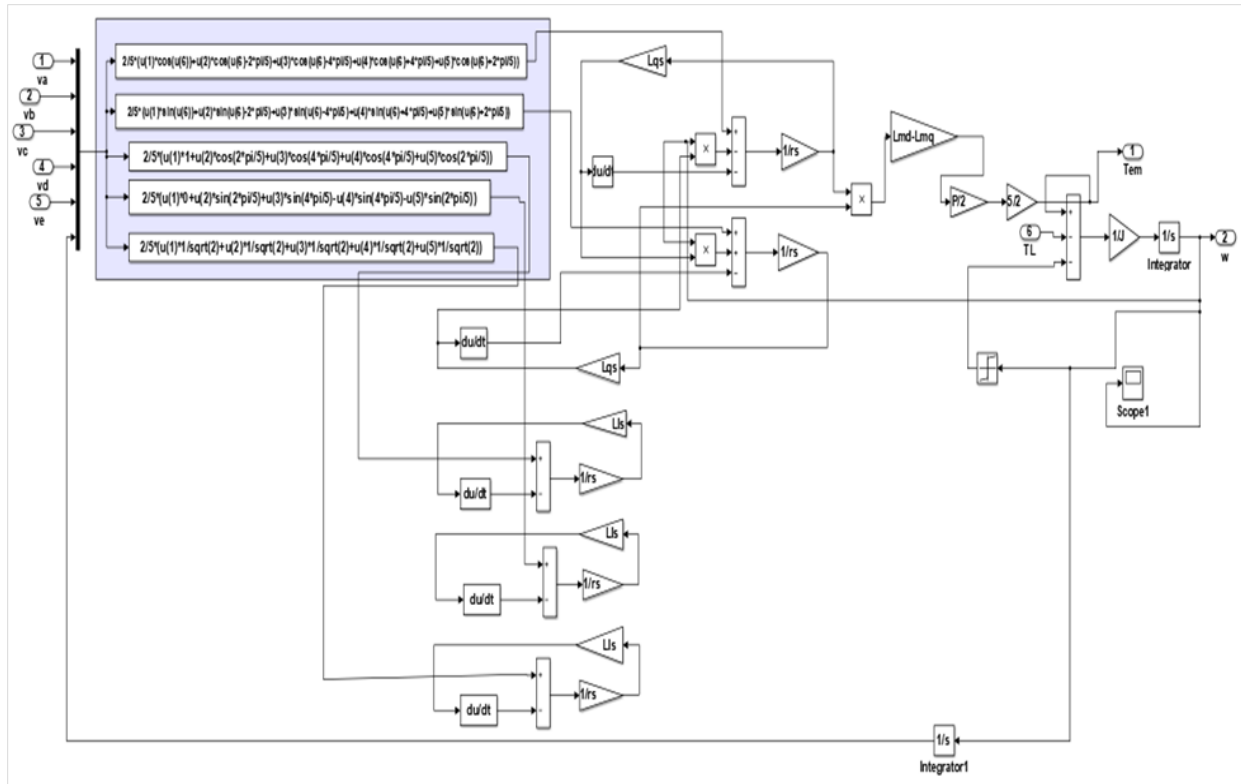 1
va
2
vb
3
vc
4
vd
5
ve
2/5*(u(1)*cos(u(6))+u(2)*cos(u(6)-2*pi/5)+u(3)*cos(u(6)-4*pi/5)+u(4)*cos(u(6)+4*pi/5)+u(5)*cos(u(6)+2*pi/5))
2/5*(u(1)*sin(u(6))+u(2)*sin(u(6)-2*pi/5)+u(3)*sin(u(6)-4*pi/5)+u(4)*sin(u(6)+4*pi/5)+u(5)*sin(u(6)+2*pi/5))
2/5*(u(1)*1+u(2)*cos(2*pi/5)+u(3)*cos(4*pi/5)+u(4)*cos(4*pi/5)+u(5)*cos(2*pi/5))
2/5*(u(1)*0+u(2)*sin(2*pi/5)+u(3)*sin(4*pi/5)-u(4)*sin(4*pi/5)-u(5)*sin(2*pi/5))
2/5*(u(1)*1/sqrt(2)+u(2)*1/sqrt(2)+u(3)*1/sqrt(2)+u(4)*1/sqrt(2)+u(5)*1/sqrt(2))
Lqs
du/dt
×
+
-
-
1/rs
×
+
+
-
1/rs
×
Lmd-Lmq
P/2
5/2
1
Tem
6
TL
+
-
-
1/J
1/s
Integrator
2
w
du/dt
Lqs
Scope1
Lls
du/dt
+
-
1/rs
Lls
du/dt
+
-
1/rs
Lls
du/dt
+
-
1/rs
1/s
Integrator1